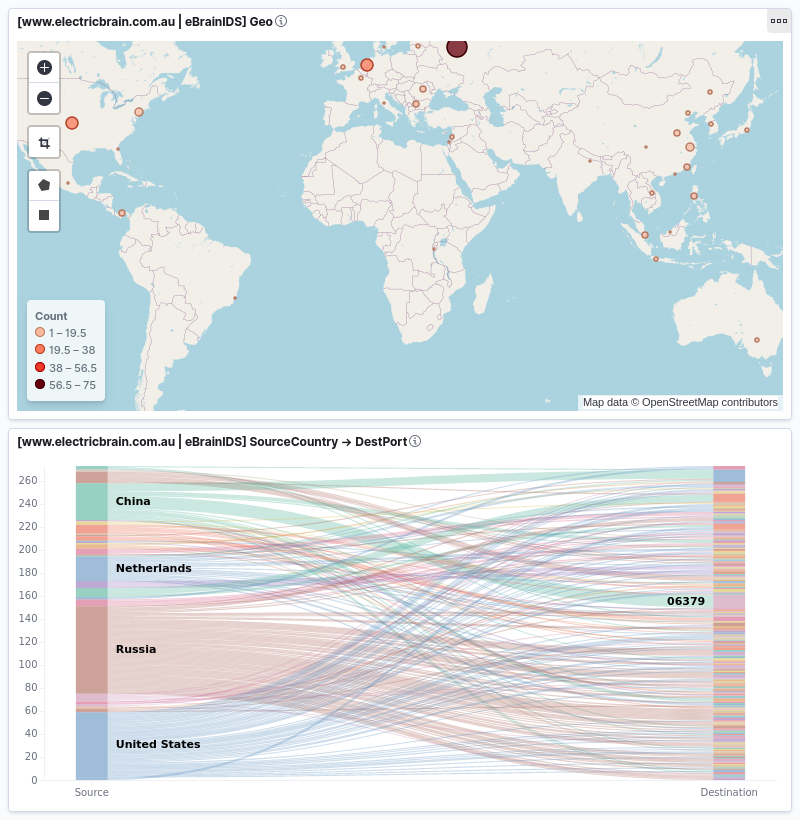 [www.electricbrain.com.au | eBrainIDS] Geo
Count
1 – 19.5
19.5 – 38
38 – 56.5
56.5 – 75
Map data © OpenStreetMap contributors
[www.electricbrain.com.au | eBrainIDS] SourceCountry → DestPort
260
240
220
200
180
160
140
120
100
80
60
40
20
0
China
Netherlands
Russia
United States
06379
Source
Destination